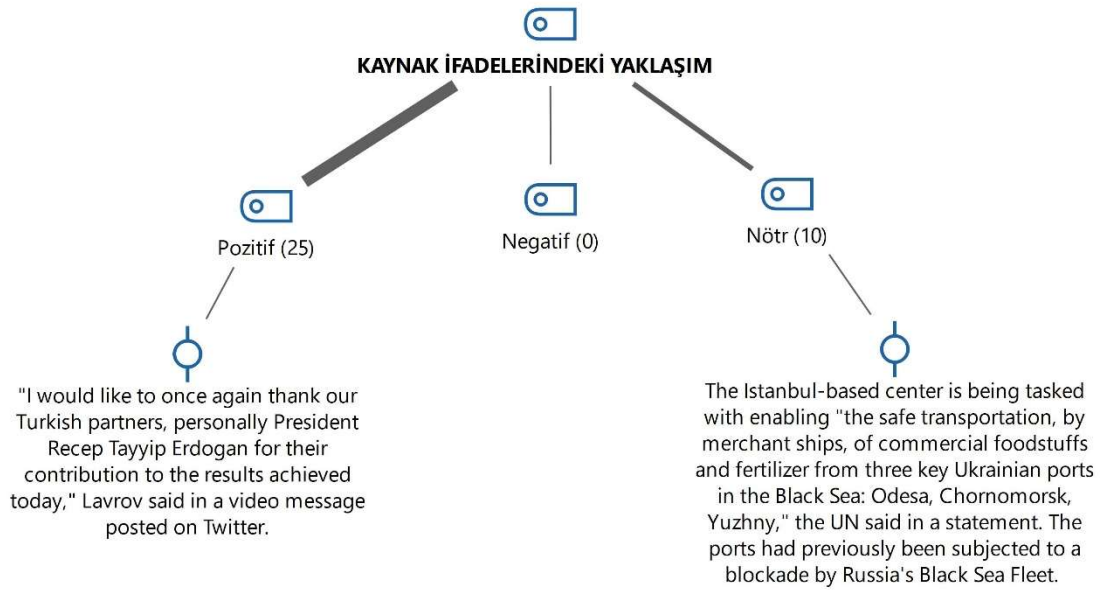 KAYNAK İFADELERİNDEKİ YAKLAŞIM
Pozitif (25)
Negatif (0)
Nötr (10)
"I would like to once again thank our
Turkish partners, personally President
Recep Tayyip Erdogan for their
contribution to the results achieved
today," Lavrov said in a video message
posted on Twitter.
The Istanbul-based center is being tasked
with enabling "the safe transportation, by
merchant ships, of commercial foodstuffs
and fertilizer from three key Ukrainian ports
in the Black Sea: Odesa, Chornomorsk,
Yuzhny," the UN said in a statement. The
ports had previously been subjected to a
blockade by Russia's Black Sea Fleet.